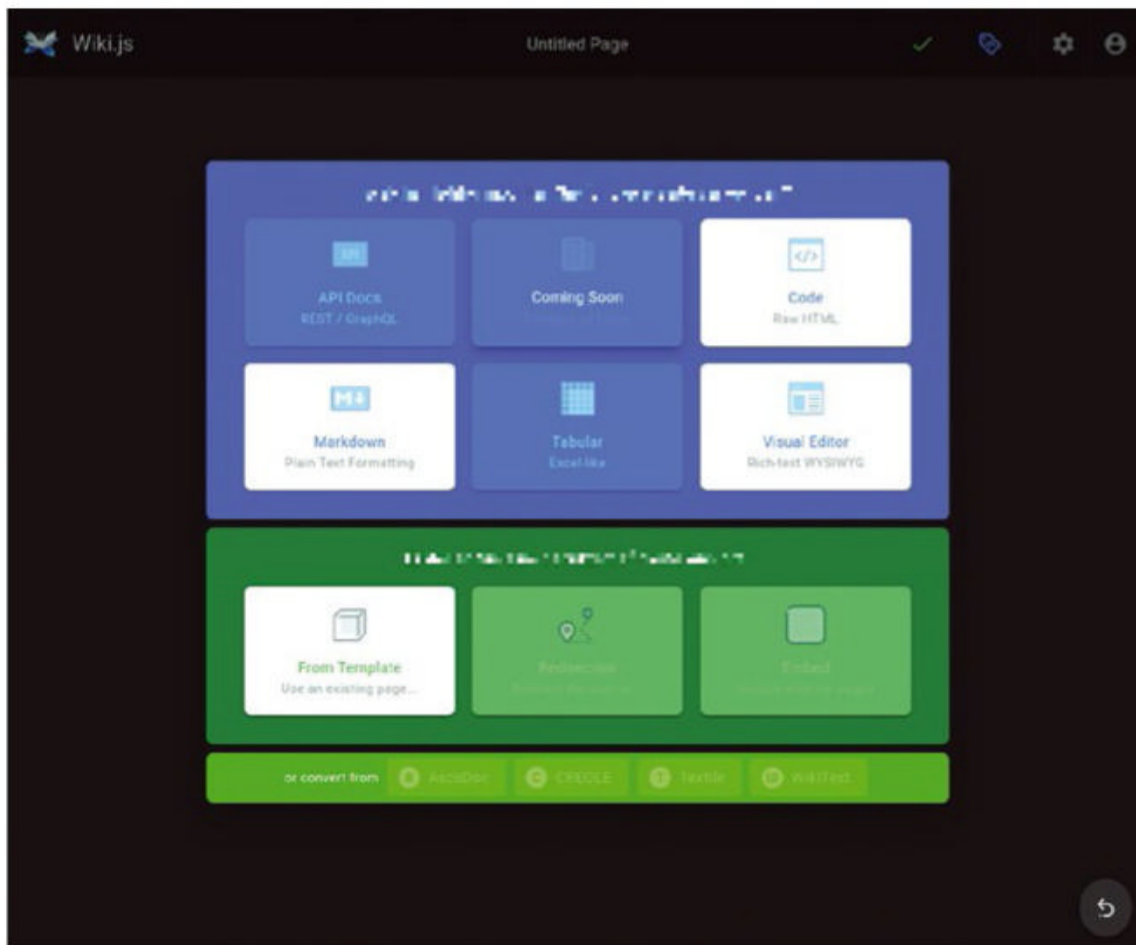 Wiki.js
Untitled Page
API Docs
REST / GraphQL
Coming Soon
</>
Code
Raw HTML
M
Markdown
Plain Text Formatting
Tabular
Excel-like
Visual Editor
Rich-text WYSIWYG
From Template
Use an existing page...
Redirection
Embed
or convert from AsciiDoc CREOLE Textile WikiText